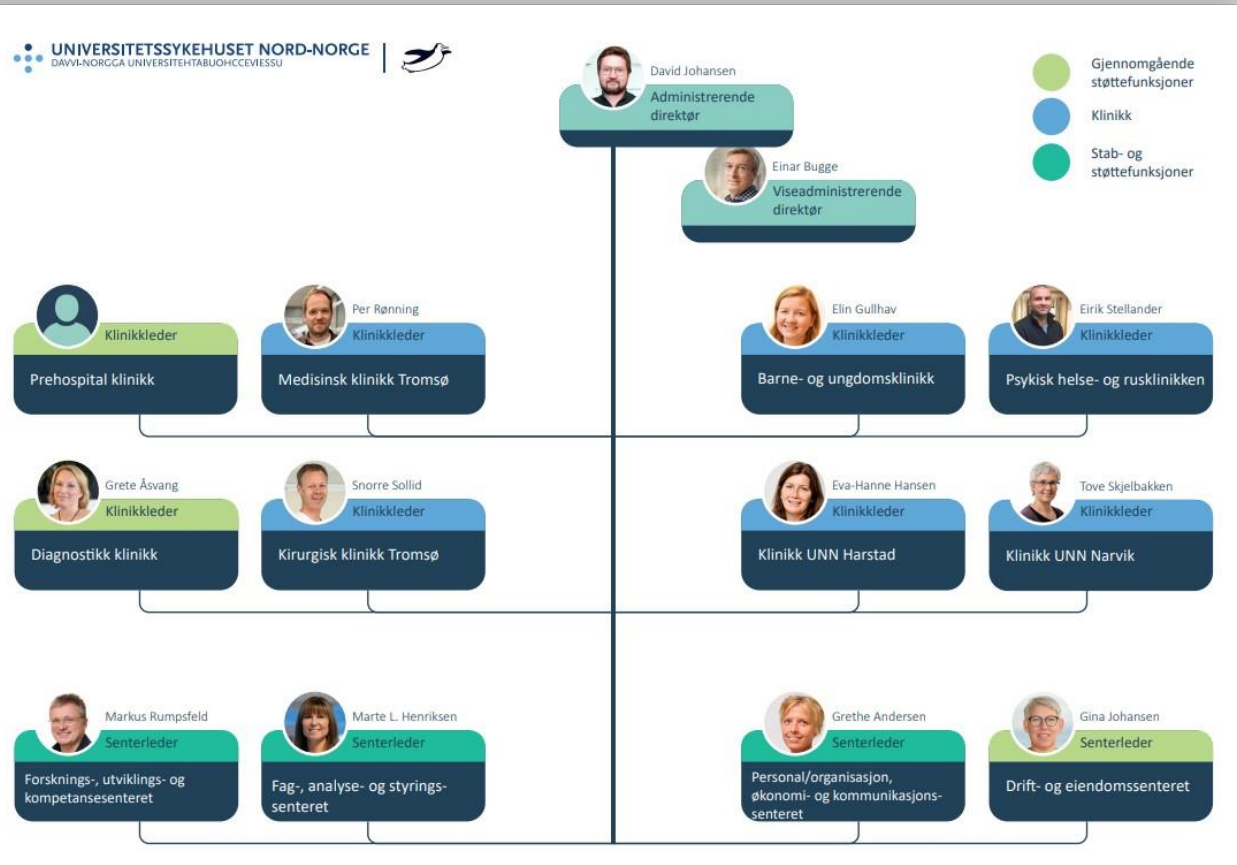 UNIVERSITETSSYKEHUSET NORD-NORGE
DAVVI-NORGGA UNIVERSITEHTABUOHCCEVIESSU
David Johansen
Administrerende
direktør
Einar Bugge
Viseadministrerende
direktør
Gjennomgående
støttefunksjoner
Klinikk
Stab- og
støttefunksjoner
Klinikkleder
Prehospital klinikk
Per Rønning
Klinikkleder
Medisinsk klinikk Tromsø
Elin Gullhav
Klinikkleder
Barne- og ungdomsklinikk
Eirik Stellander
Klinikkleder
Psykisk helse- og rusklinikken
Grete Åsvang
Klinikkleder
Diagnostikk klinikk
Snorre Sollid
Klinikkleder
Kirurgisk klinikk Tromsø
Eva-Hanne Hansen
Klinikkleder
Klinikk UNN Harstad
Tove Skjelbakken
Klinikkleder
Klinikk UNN Narvik
Markus Rumpsfeld
Senterleder
Forsknings-, utviklings- og
kompetansesenteret
Marte L. Henriksen
Senterleder
Fag-, analyse- og styrings-
senteret
Grethe Andersen
Senterleder
Personal/organisasjon,
økonomi- og kommunikasjons-
senteret
Gina Johansen
Senterleder
Drift- og eiendomssenteret